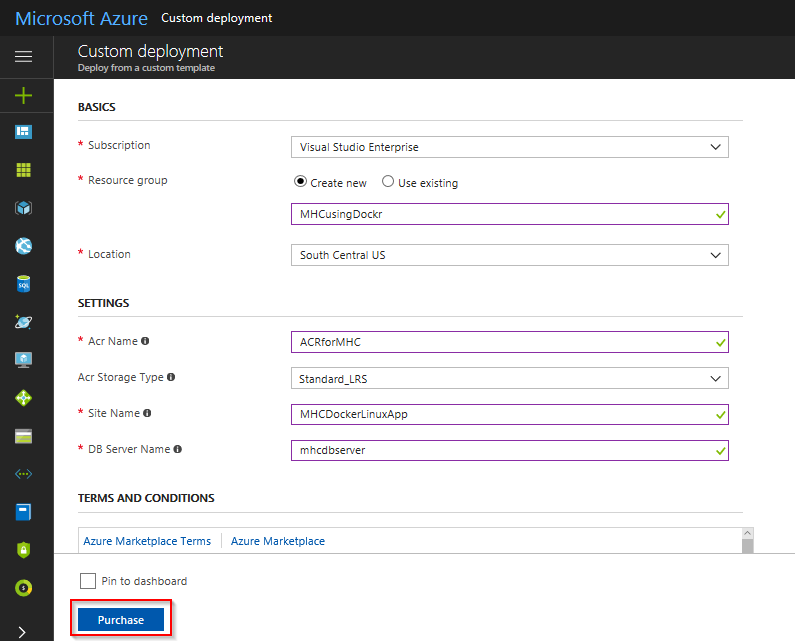 Microsoft Azure Custom deployment
Custom deployment
Deploy from a custom template
BASICS
* Subscription Visual Studio Enterprise
* Resource group Create new Use existing
MHCusingDockr
* Location South Central US
SETTINGS
* Acr Name ACRforMHC
Acr Storage Type Standard_LRS
* Site Name MHCDockerLinuxApp
* DB Server Name mhcdbserver
TERMS AND CONDITIONS
Azure Marketplace Terms Azure Marketplace
Pin to dashboard
Purchase